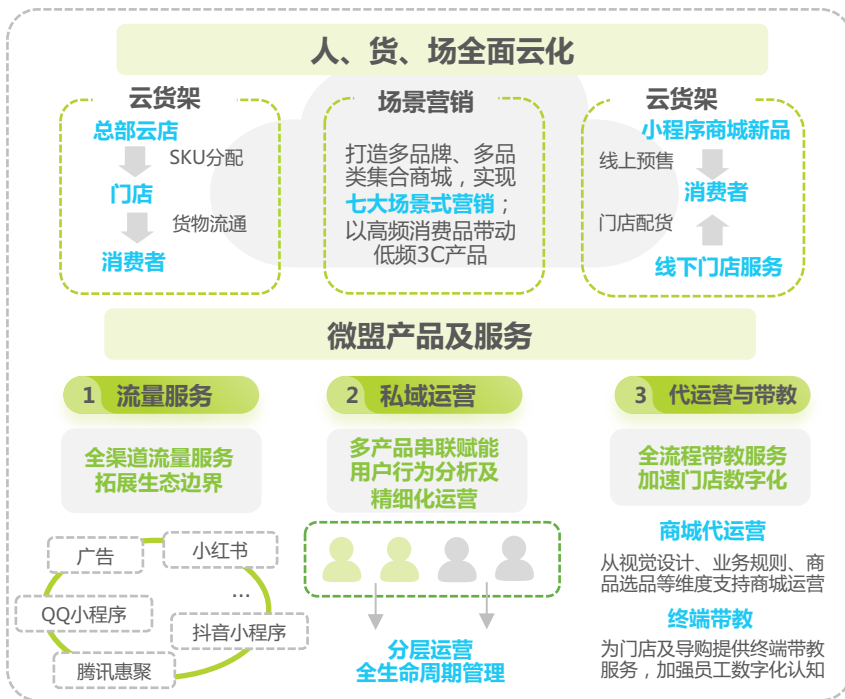 人、货、场全面云化
云货架
总部云店
SKU分配
门店
货物流通
消费者
场景营销
打造多品牌、多品
类集合商城，实现
七大场景式营销；
以高频消费品带动
低频3C产品
云货架
小程序商城新品
线上预售
消费者
门店配货
线下门店服务
微盟产品及服务
1 流量服务
全渠道流量服务
拓展生态边界
广告
小红书
...
QQ小程序
抖音小程序
腾讯惠聚
2 私域运营
多产品串联赋能
用户行为分析及
精细化运营
分层运营
全生命周期管理
3 代运营与带教
全流程带教服务
加速门店数字化
商城代运营
从视觉设计、业务规则、商
品选品等维度支持商城运营
终端带教
为门店及导购提供终端带教
服务，加强员工数字化认知